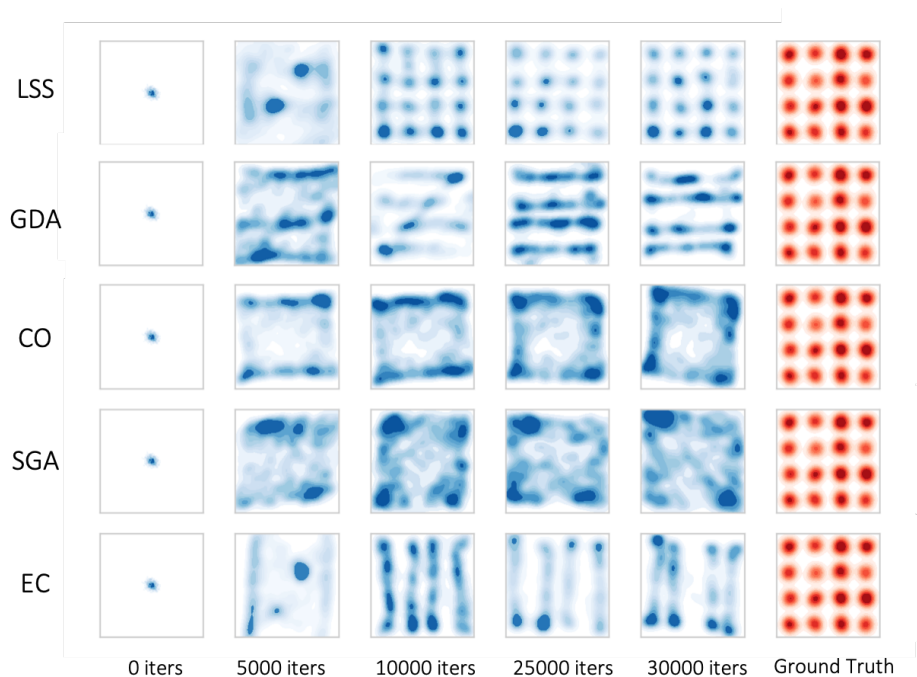 LSS
GDA
CO
SGA
EC
0 iters 5000 iters 10000 iters 25000 iters 30000 iters Ground Truth